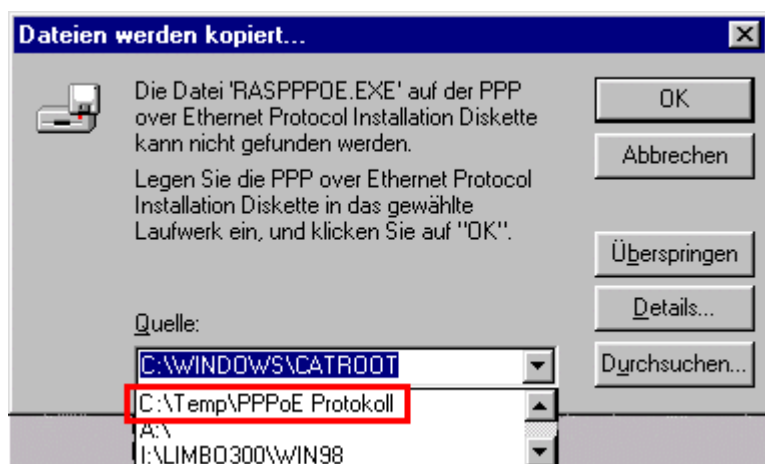 Dateien werden kopiert...
Die Datei 'RASPPPOE.EXE' auf der PPP
over Ethernet Protocol Installation Diskette
kann nicht gefunden werden.
Legen Sie die PPP over Ethernet Protocol
Installation Diskette in das gewählte
Laufwerk ein, und klicken Sie auf "OK".
OK
Abbrechen
Überspringen
Details...
Durchsuchen...
Quelle:
C:\WINDOWS\CATROOT
C:\Temp\PPPoE Protokoll
A:\
I:\LIMBO300\WIN98